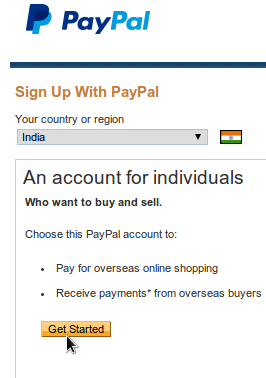 PayPal
Sign Up With PayPal
Your country or region
India
An account for individuals
Who want to buy and sell.
Choose this PayPal account to:
• Pay for overseas online shopping
• Receive payments* from overseas buyers
Get Started